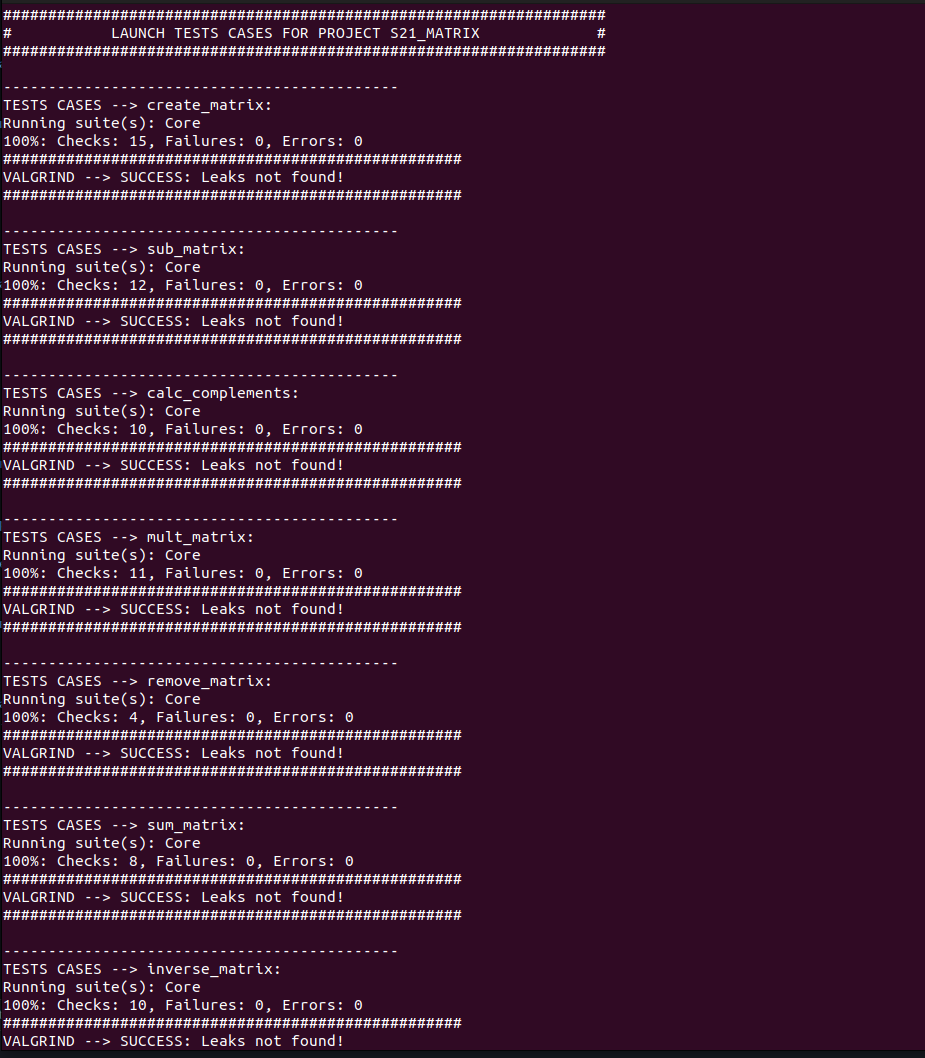 ###################################################################
#           LAUNCH TESTS CASES FOR PROJECT S21_MATRIX             #
###################################################################
--------------------------------------------
TESTS CASES --> create_matrix:
Running suite(s): Core
100%: Checks: 15, Failures: 0, Errors: 0
###################################################
VALGRIND --> SUCCESS: Leaks not found!
###################################################
--------------------------------------------
TESTS CASES --> sub_matrix:
Running suite(s): Core
100%: Checks: 12, Failures: 0, Errors: 0
###################################################
VALGRIND --> SUCCESS: Leaks not found!
###################################################
--------------------------------------------
TESTS CASES --> calc_complements:
Running suite(s): Core
100%: Checks: 10, Failures: 0, Errors: 0
###################################################
VALGRIND --> SUCCESS: Leaks not found!
###################################################
--------------------------------------------
TESTS CASES --> mult_matrix:
Running suite(s): Core
100%: Checks: 11, Failures: 0, Errors: 0
###################################################
VALGRIND --> SUCCESS: Leaks not found!
###################################################
--------------------------------------------
TESTS CASES --> remove_matrix:
Running suite(s): Core
100%: Checks: 4, Failures: 0, Errors: 0
###################################################
VALGRIND --> SUCCESS: Leaks not found!
###################################################
--------------------------------------------
TESTS CASES --> sum_matrix:
Running suite(s): Core
100%: Checks: 8, Failures: 0, Errors: 0
###################################################
VALGRIND --> SUCCESS: Leaks not found!
###################################################
--------------------------------------------
TESTS CASES --> inverse_matrix:
Running suite(s): Core
100%: Checks: 10, Failures: 0, Errors: 0
###################################################
VALGRIND --> SUCCESS: Leaks not found!